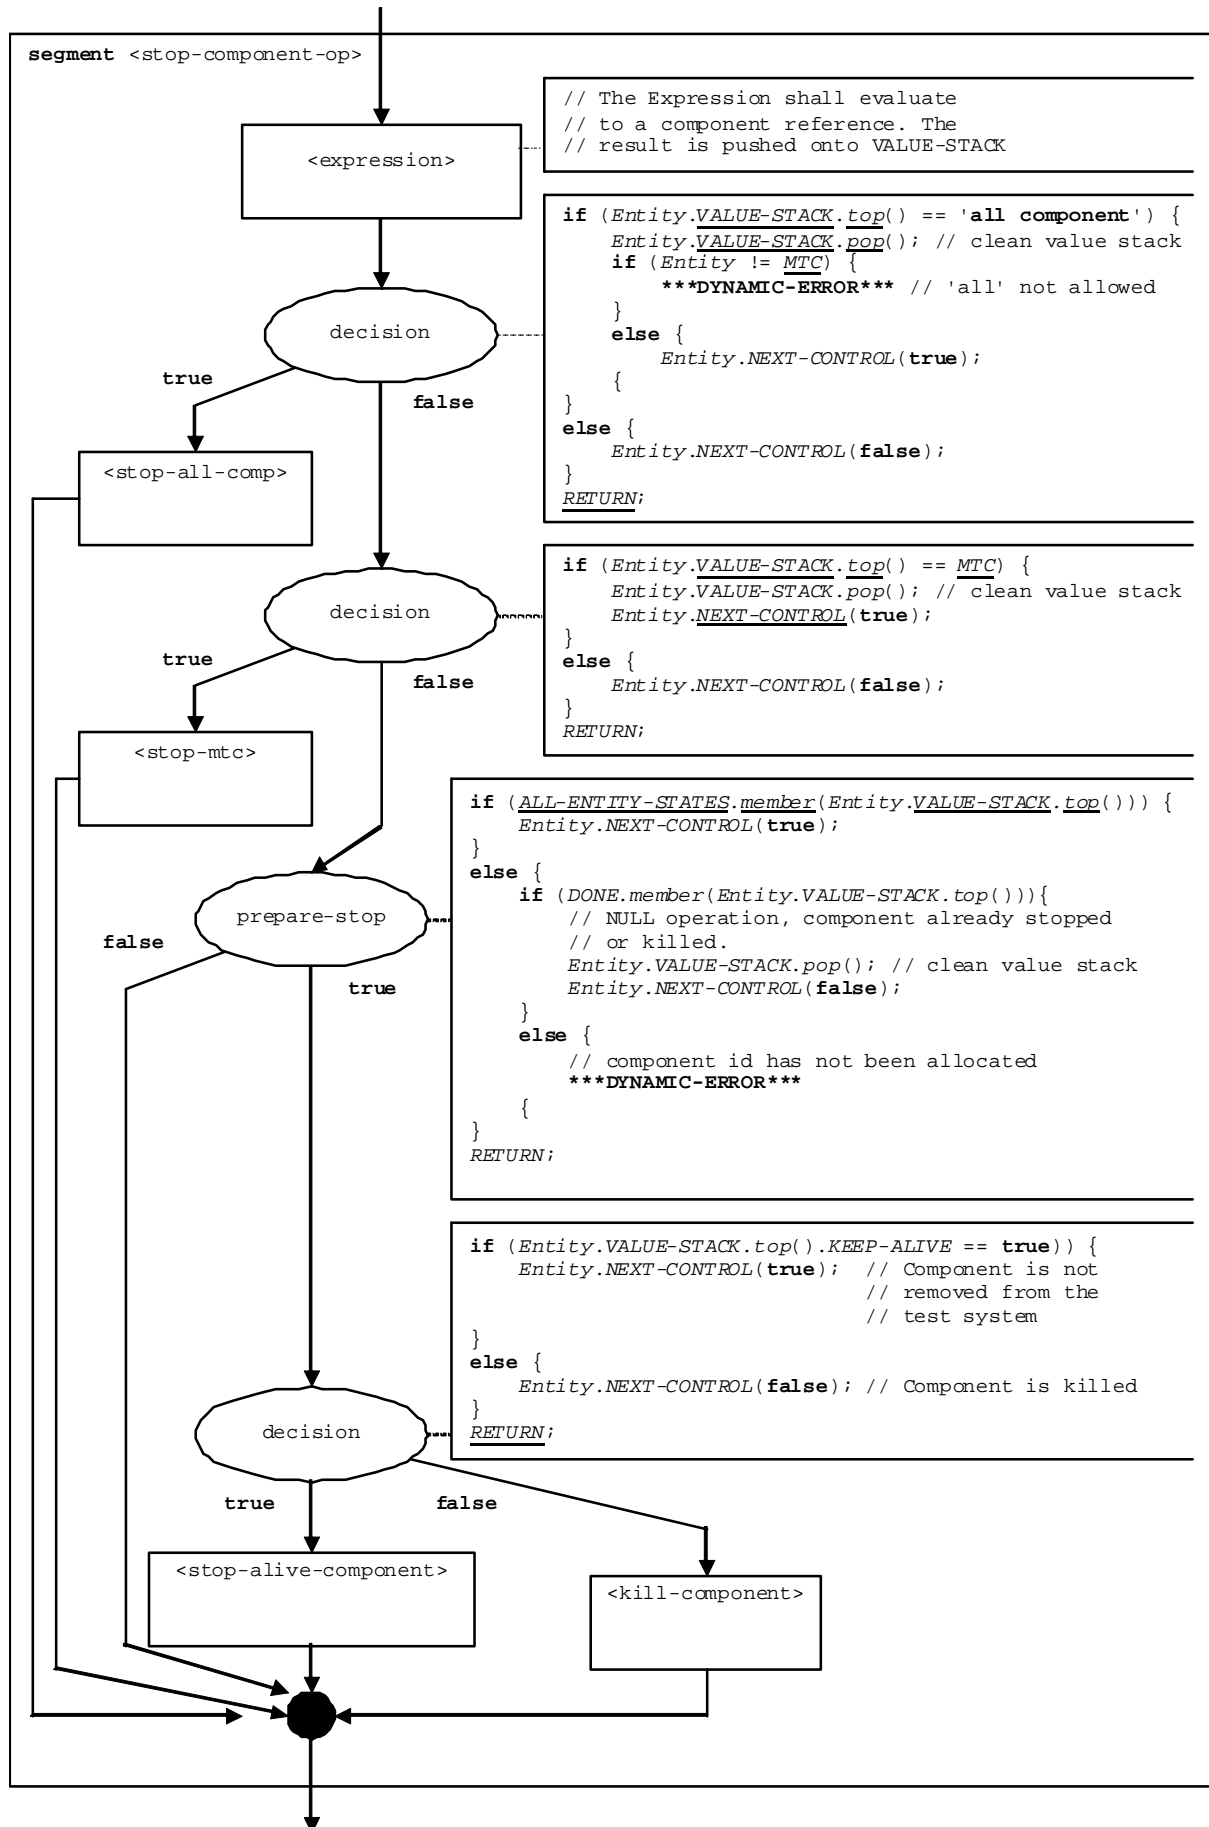 segment <stop-component-op>
// The Expression shall evaluate
// to a component reference. The
// result is pushed onto VALUE-STACK
<expression>
if (Entity.VALUE-STACK.top() == 'all component') {
Entity.VALUE-STACK.pop(); // clean value stack
if (Entity != MTC) {
***DYNAMIC-ERROR*** // 'all' not allowed
}
else {
Entity.NEXT-CONTROL(true);
{
}
else {
Entity.NEXT-CONTROL(false);
}
RETURN;
decision
true
false
<stop-all-comp>
if (Entity.VALUE-STACK.top() == MTC) {
Entity.VALUE-STACK.pop(); // clean value stack
Entity.NEXT-CONTROL(true);
}
else {
Entity.NEXT-CONTROL(false);
}
RETURN;
decision
true
false
<stop-mtc>
if (ALL-ENTITY-STATES.member(Entity.VALUE-STACK.top())) {
Entity.NEXT-CONTROL(true);
}
else {
if (DONE.member(Entity.VALUE-STACK.top())){
// NULL operation, component already stopped
// or killed.
Entity.VALUE-STACK.pop(); // clean value stack
Entity.NEXT-CONTROL(false);
}
else {
// component id has not been allocated
***DYNAMIC-ERROR***
{
}
RETURN;
prepare-stop
false
true
if (Entity.VALUE-STACK.top().KEEP-ALIVE == true)) {
Entity.NEXT-CONTROL(true); // Component is not
// removed from the
// test system
}
else {
Entity.NEXT-CONTROL(false); // Component is killed
}
RETURN;
decision
true
false
<stop-alive-component>
<kill-component>